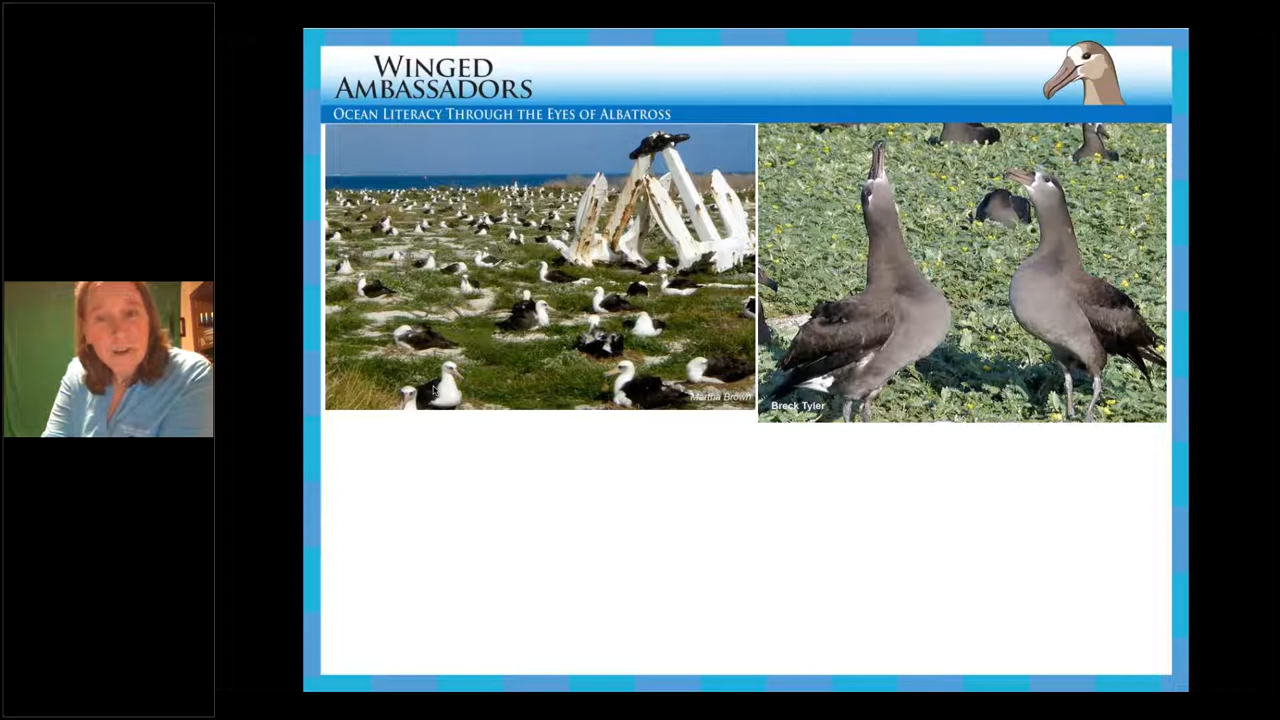 WINGED
AMBASSADORS
OCEAN LITERACY THROUGH THE EYES OF ALBATROSS
Martha Brown
Breck Tyler